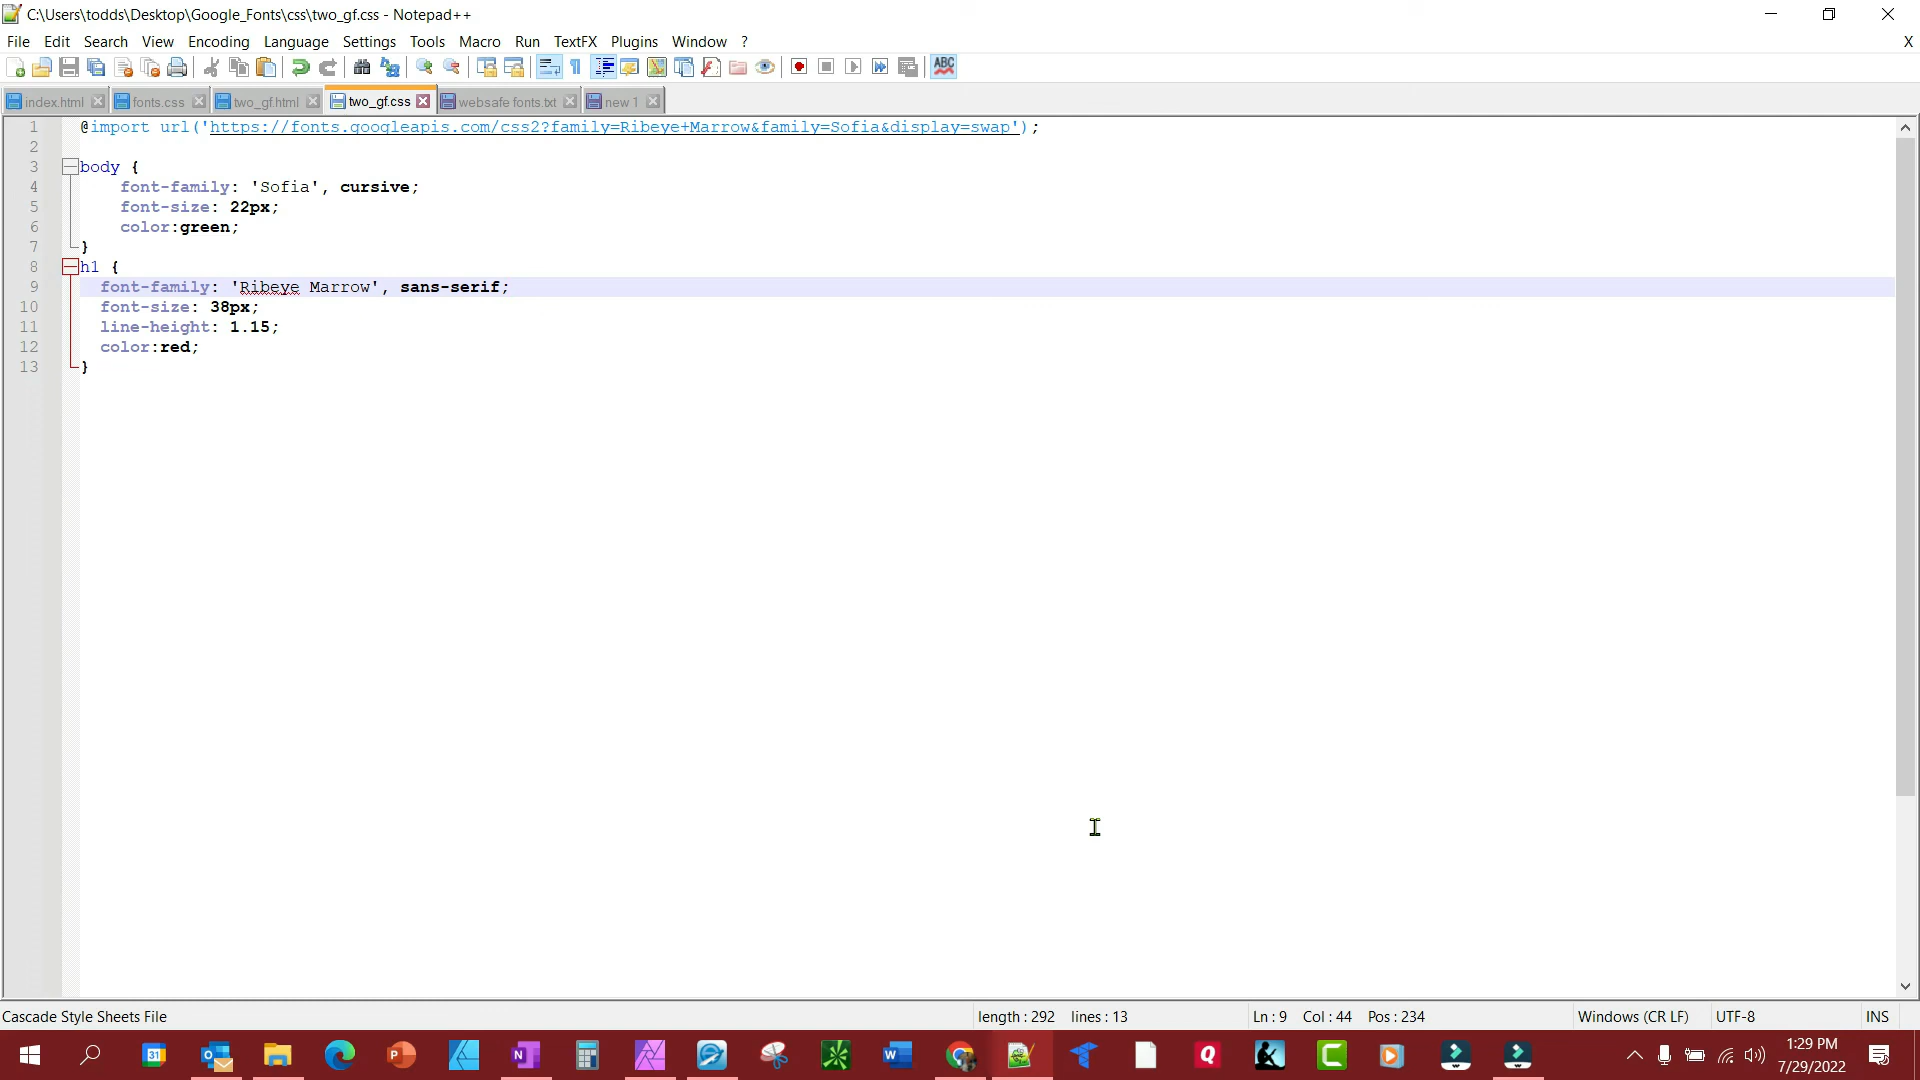 C:\Users\todds\Desktop\Google_Fonts\css\two_gf.css - Notepad++
File Edit Search View Encoding Language Settings Tools Macro Run TextFX Plugins Window ? X
ABC
index.html fonts.css two_gf.html two_gf.css websafe fonts.txt new 1
1 @import url('https://fonts.googleapis.com/css2?family=Ribeye+Marrow&family=Sofia&display=swap');
2
3 body {
4 font-family: 'Sofia', cursive;
5 font-size: 22px;
6 color:green;
7 }
8 h1 {
9 font-family: 'Ribeye Marrow', sans-serif;
10 font-size: 38px;
11 line-height: 1.15;
12 color:red;
13 }
Cascade Style Sheets File length : 292 lines : 13 Ln : 9 Col : 44 Pos : 234 Windows (CR LF) UTF-8 INS
1:29 PM
7/29/2022